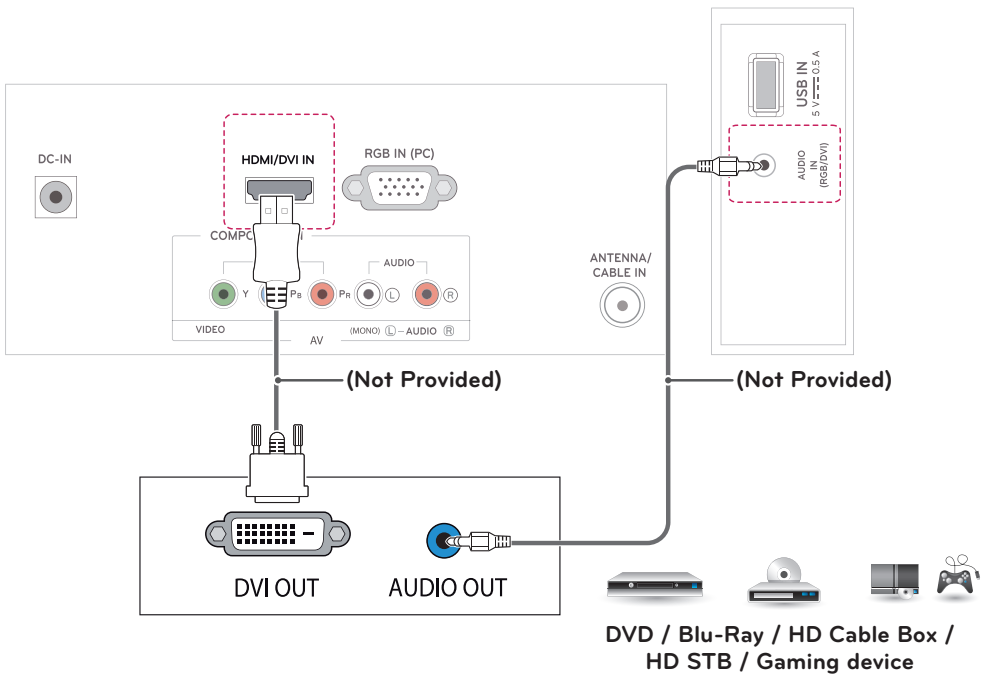 DC-IN
HDMI/DVI IN
RGB IN (PC)
USB IN
5 V 0.5 A
AUDIO
IN
(RGB/DVI)
COMPO
AUDIO
Y
PB
PR
L
R
VIDEO
(MONO) L AUDIO R
AV
ANTENNA/
CABLE IN
(Not Provided)
(Not Provided)
DVI OUT
AUDIO OUT
DVD / Blu-Ray / HD Cable Box /
HD STB / Gaming device